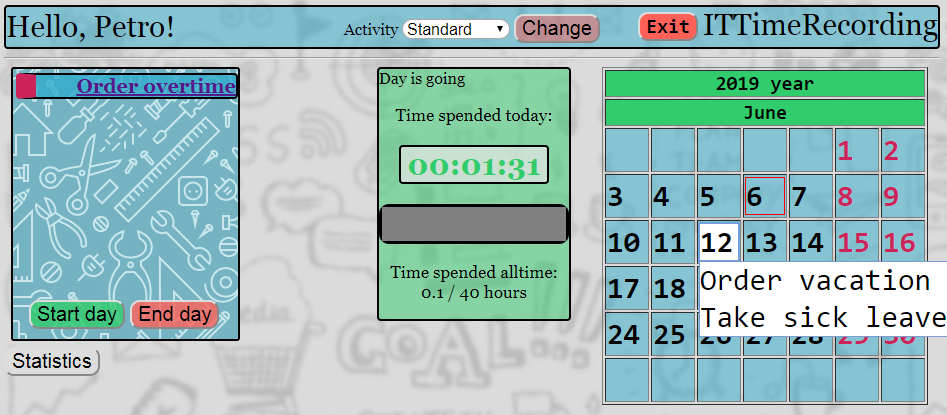 Hello, Petro!
Activity Standard Change Exit ITTimeRecording
Order overtime
Start day End day
Statistics
Day is going
Time spended today:
00:01:31
Time spended alltime:
0.1 / 40 hours
2019 year
June
1 2
3 4 5 6 7 8 9
10 11 12 13 14 15 16
17 18
Order vacation
Take sick leave
24 25 26 27 28 29 30